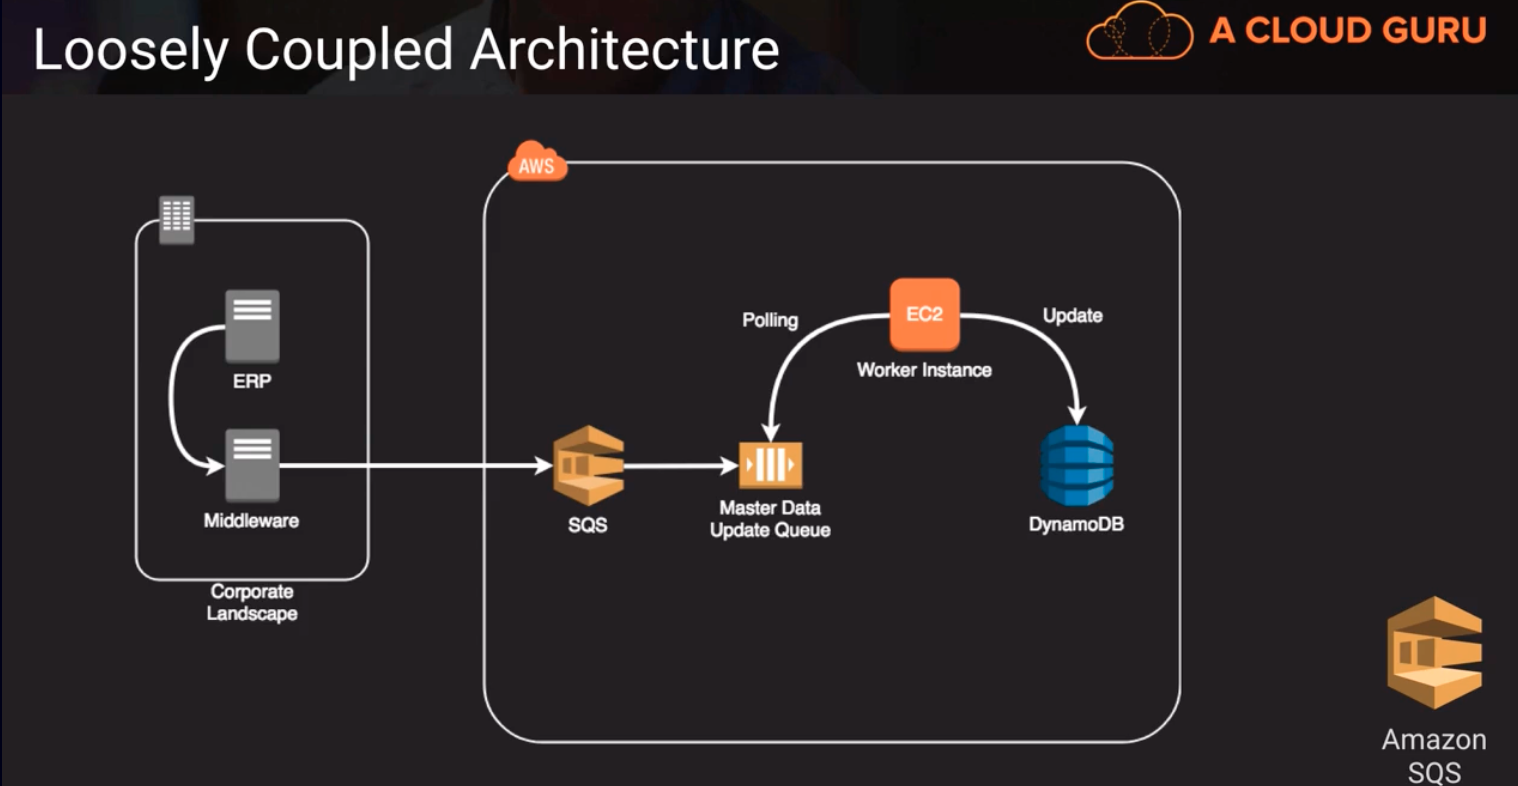 Loosely Coupled Architecture
A CLOUD GURU
AWS
ERP
Middleware
Corporate
Landscape
SQS
Polling
EC2
Worker Instance
Update
Master Data
Update Queue
DynamoDB
Amazon
SQS